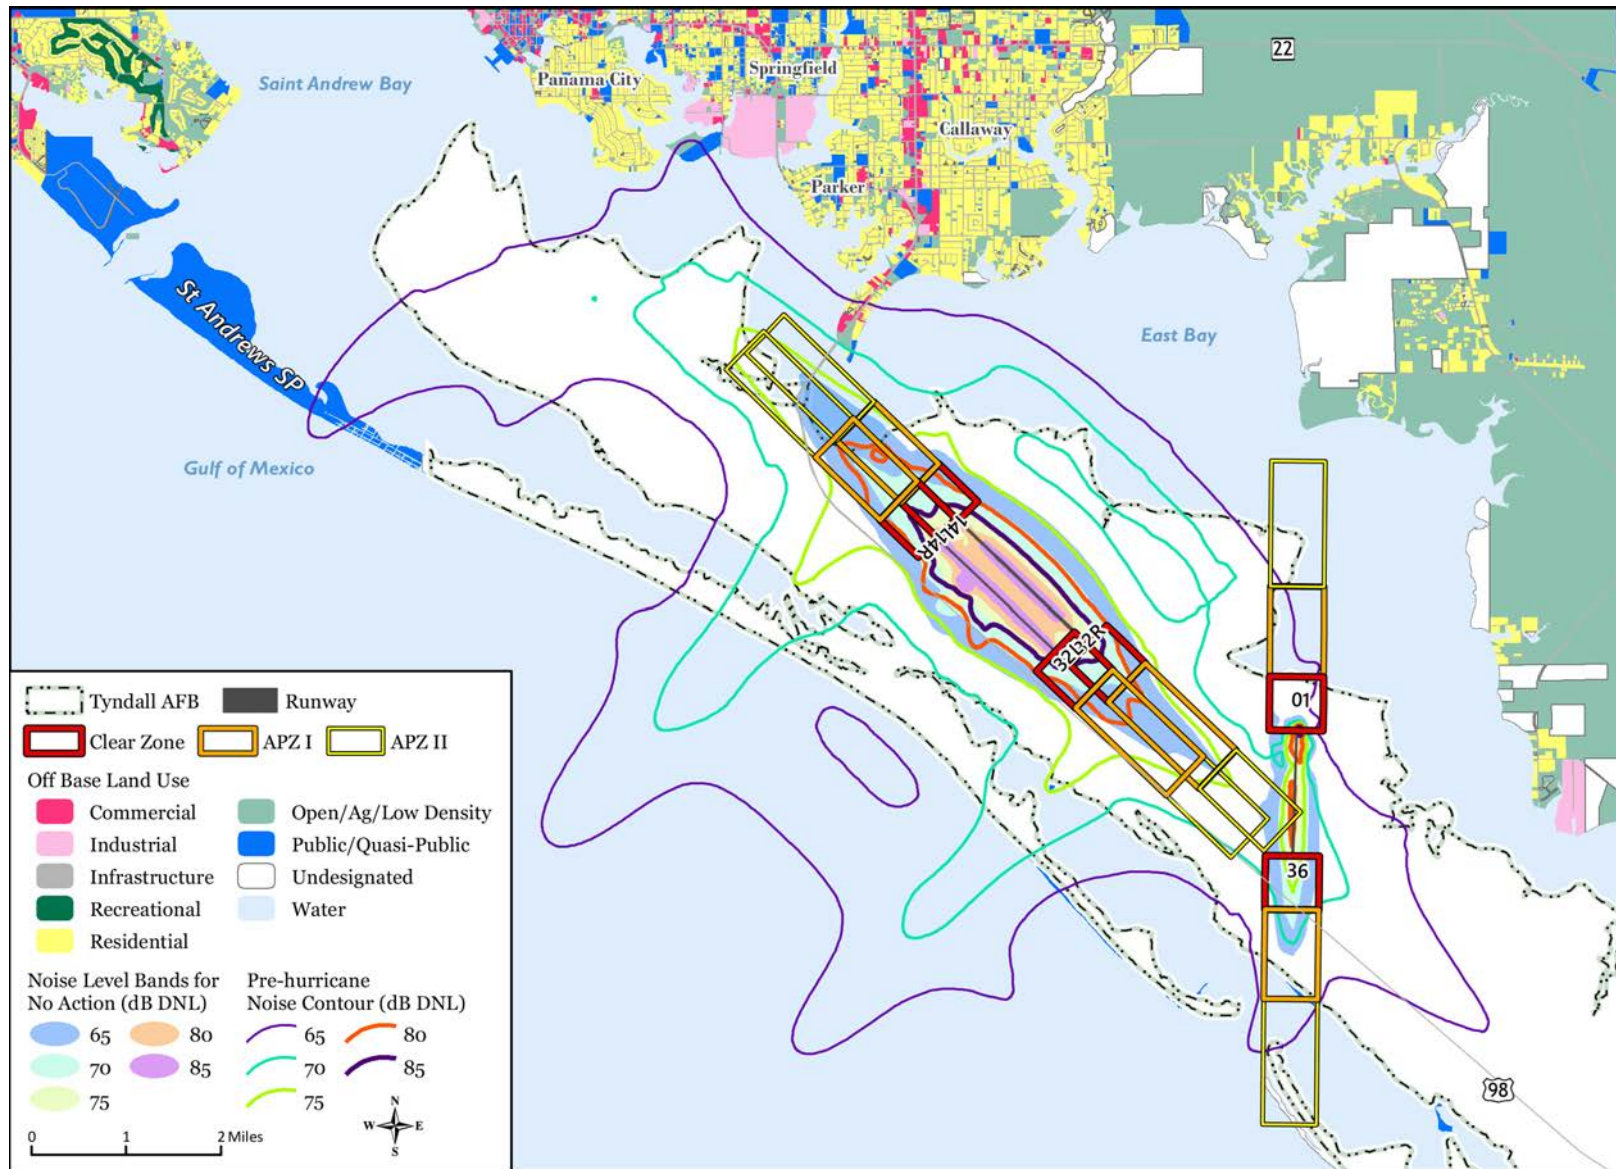 22
Saint Andrew Bay
Panama City
Springfield
Callaway
Parker
St Andrews SP
East Bay
Gulf of Mexico
14L
14R
32L
32R
01
36
98
Tyndall AFB
Runway
Clear Zone
APZ I
APZ II
Off Base Land Use
Commercial
Open/Ag/Low Density
Industrial
Public/Quasi-Public
Infrastructure
Undesignated
Recreational
Water
Residential
Noise Level Bands for
No Action (dB DNL)
65
80
70
85
75
Pre-hurricane
Noise Contour (dB DNL)
65
80
70
85
75
N
W E
S
0 1 2 Miles